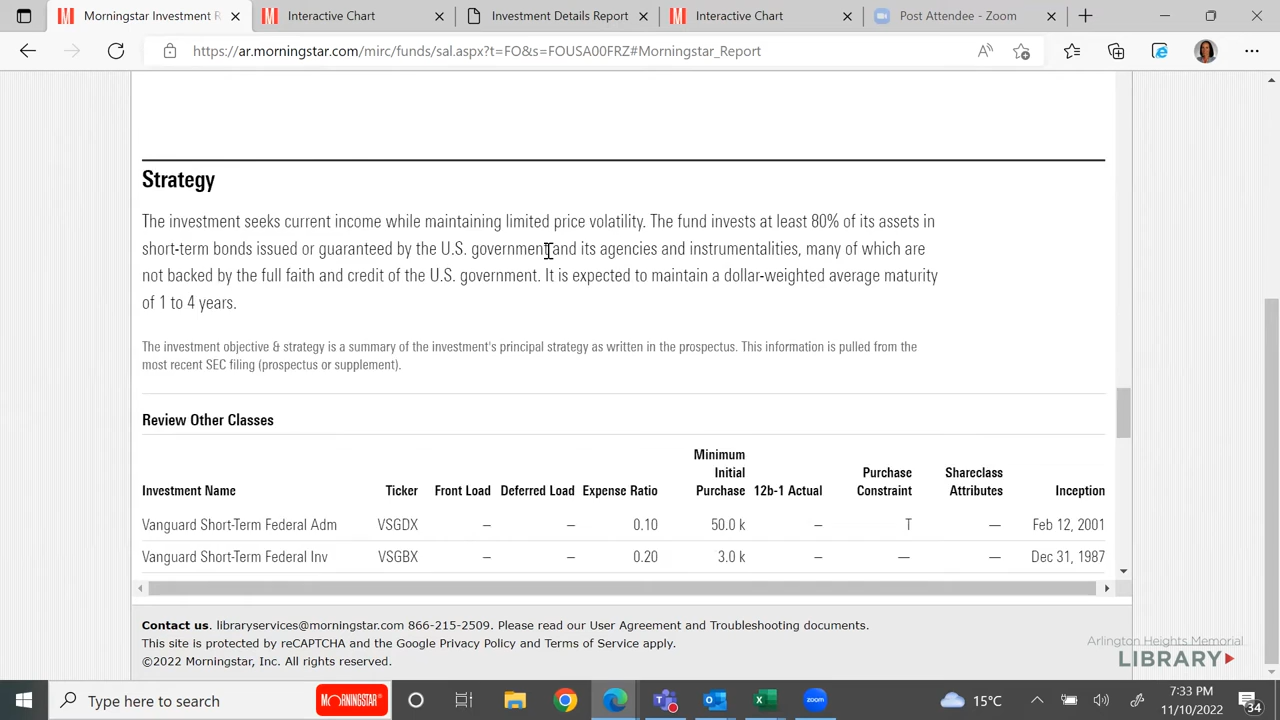 Morningstar Investment R
Interactive Chart
Investment Details Report
Interactive Chart
Post Attendee - Zoom
https://ar.morningstar.com/mirc/funds/sal.aspx?t=FO&s=FOUSA00FRZ#Morningstar_Report
Strategy
The investment seeks current income while maintaining limited price volatility. The fund invests at least 80% of its assets in
short-term bonds issued or guaranteed by the U.S. government and its agencies and instrumentalities, many of which are
not backed by the full faith and credit of the U.S. government. It is expected to maintain a dollar-weighted average maturity
of 1 to 4 years.
The investment objective & strategy is a summary of the investment's principal strategy as written in the prospectus. This information is pulled from the
most recent SEC filing (prospectus or supplement).
Review Other Classes
Minimum
Initial Purchase Shareclass
Investment Name Ticker Front Load Deferred Load Expense Ratio Purchase 12b-1 Actual Constraint Attributes Inception
Vanguard Short-Term Federal Adm VSGDX — — 0.10 50.0 k — T — Feb 12, 2001
Vanguard Short-Term Federal Inv VSGBX — — 0.20 3.0 k — — — Dec 31, 1987
Contact us. libraryservices@morningstar.com 866-215-2509. Please read our User Agreement and Troubleshooting documents.
This site is protected by reCAPTCHA and the Google Privacy Policy and Terms of Service apply.
©2022 Morningstar, Inc. All rights reserved.
Arlington Heights Memorial
LIBRARY
Type here to search
MORNINGSTAR
zoom
15°C
7:33 PM
11/10/2022
34